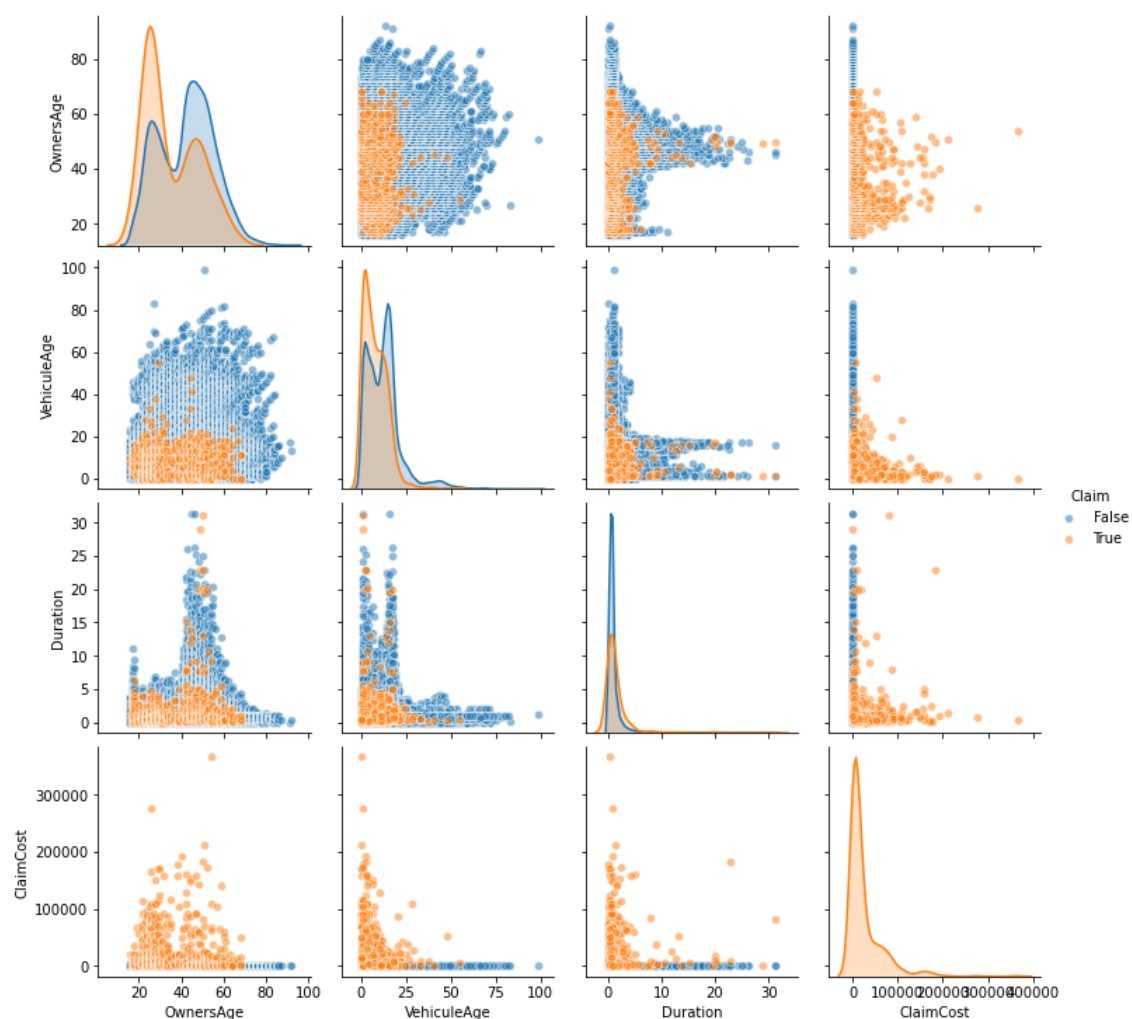 80
60
40
20
OwnersAge
100
80
60
40
20
0
VehiculeAge
Claim
False
True
30
25
20
15
10
5
0
Duration
300000
200000
100000
0
ClaimCost
20 40 60 80 100
0 25 50 75 100
0 10 20 30
0 100000 200000 300000 400000
OwnersAge
VehiculeAge
Duration
ClaimCost